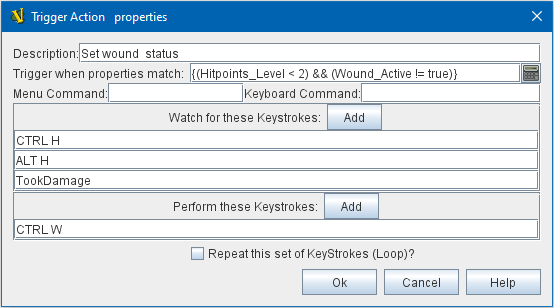 Trigger Action properties
Description: Set wound status
Trigger when properties match: {(Hitpoints_Level < 2) && (Wound_Active != true)}
Menu Command: Keyboard Command:
Watch for these Keystrokes: Add
CTRL H
ALT H
TookDamage
Perform these Keystrokes: Add
CTRL W
Repeat this set of KeyStrokes (Loop)?
Ok Cancel Help